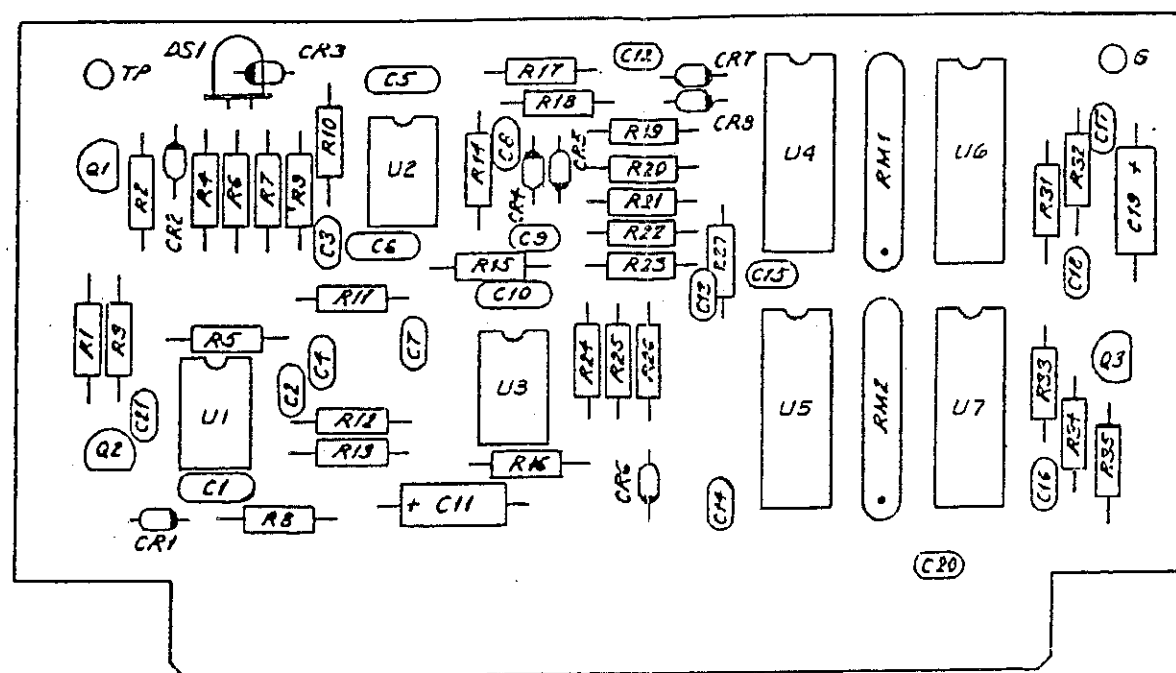 TP
DS1
CR3
C5
R17
R18
C12
CR7
CR8
G
Q1
R2
CR2
R4
R6
R7
R9
R10
U2
R14
C8
CR4
CR5
R19
R20
R21
R22
R23
R27
U4
RM1
U6
R31
R32
C17
C19 +
C3
C6
C9
R15
C10
C13
C15
C18
R1
R3
R5
R11
C4
C7
C2
U1
C21
Q2
R12
R13
U3
R24
R25
R26
U5
RM2
U7
R33
Q3
R34
R35
C1
CR1
R8
+ C11
R16
CR6
C14
C16
C20